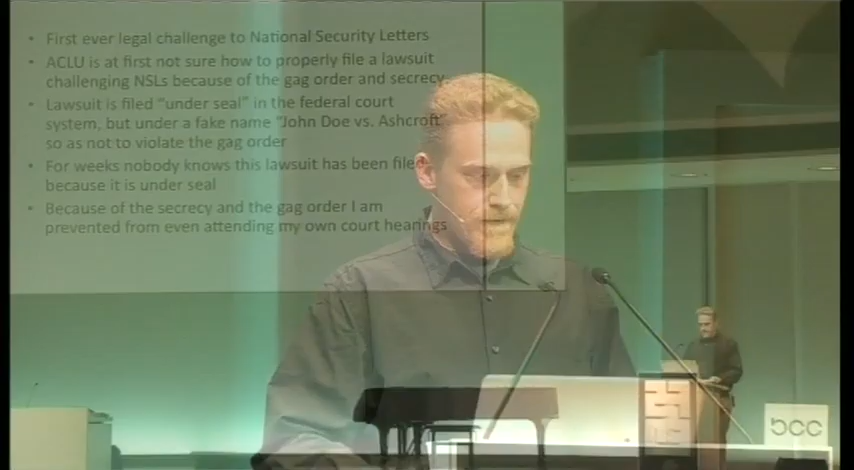 • First ever legal challenge to National Security Letters
• ACLU is at first not sure how to properly file a lawsuit
challenging NSLs because of the gag order and secrecy
• Lawsuit is filed "under seal" in the federal court
system, but under a fake name "John Doe vs. Ashcroft"
so as not to violate the gag order
• For weeks nobody knows this lawsuit has been filed
because it is under seal
• Because of the secrecy and the gag order I am
prevented from even attending my own court hearings
bcc